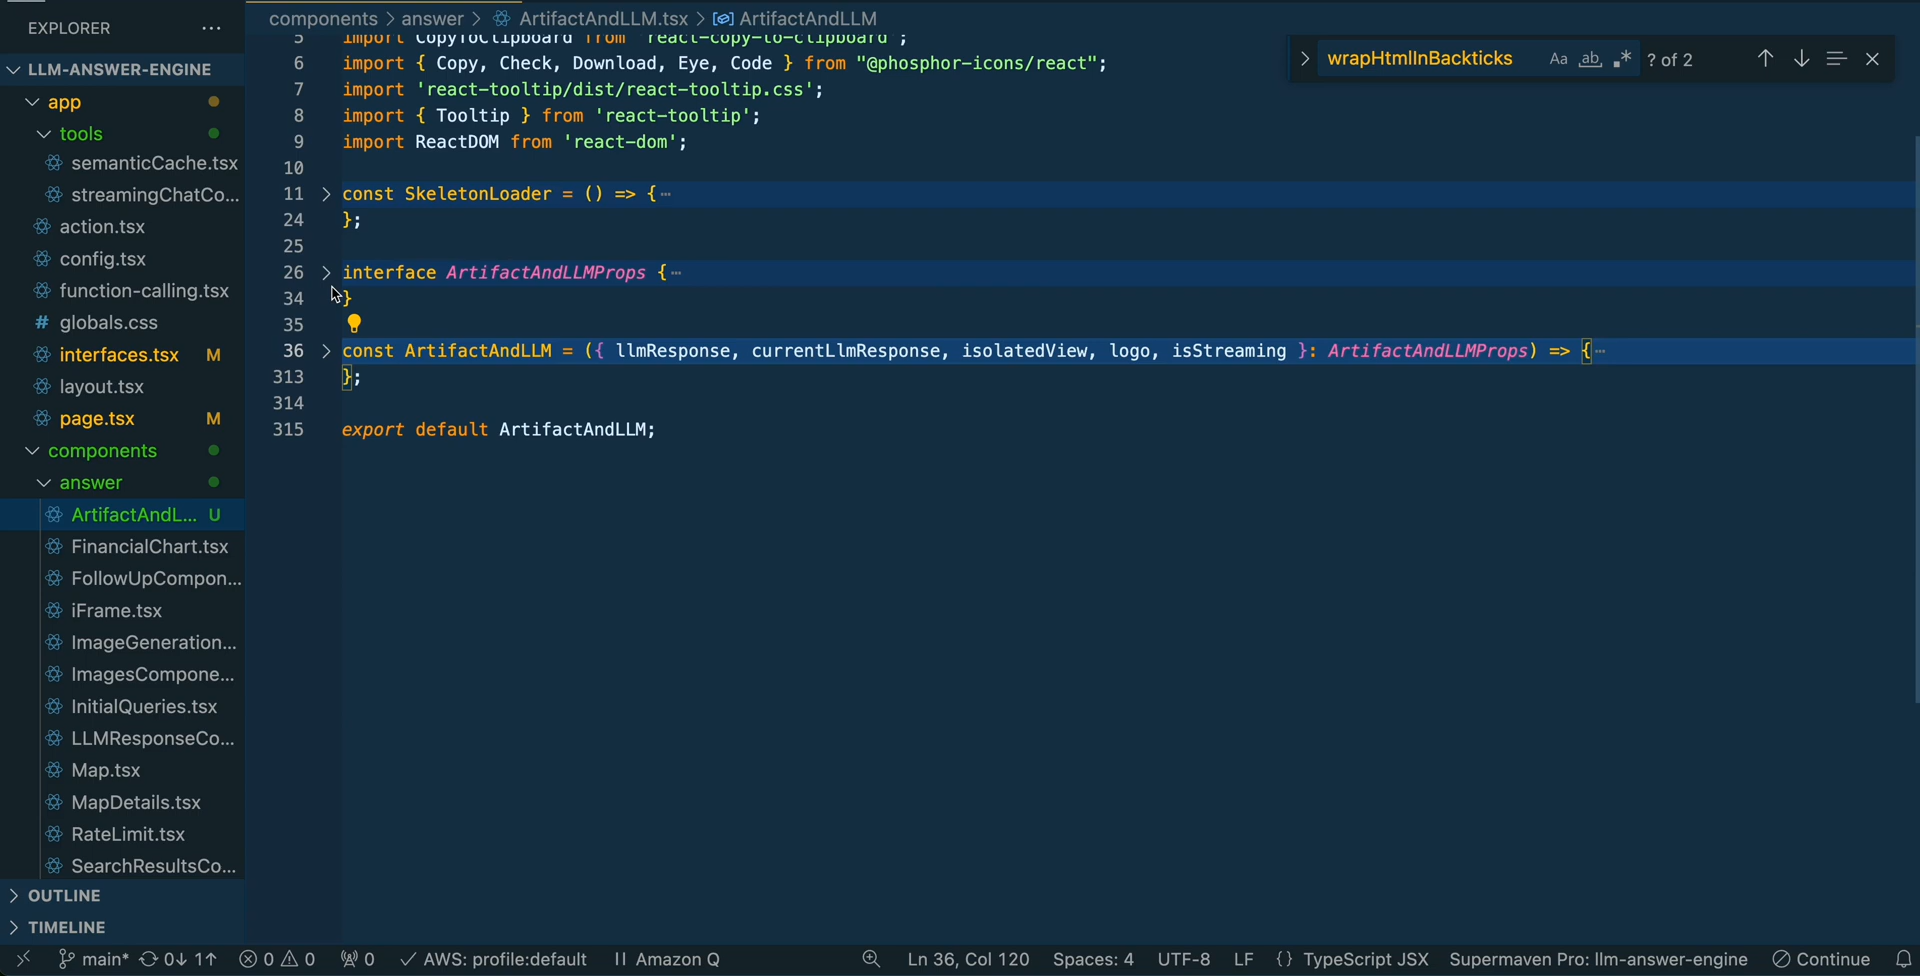 EXPLORER ...
LLM-ANSWER-ENGINE
app
tools
semanticCache.tsx
streamingChatCo...
action.tsx
config.tsx
function-calling.tsx
# globals.css
interfaces.tsx M
layout.tsx
page.tsx M
components
answer
ArtifactAndL... U
FinancialChart.tsx
FollowUpCompon...
iFrame.tsx
ImageGeneration...
ImagesCompone...
InitialQueries.tsx
LLMResponseCo...
Map.tsx
MapDetails.tsx
RateLimit.tsx
SearchResultsCo...
OUTLINE
TIMELINE
components > answer > ArtifactAndLLM.tsx > ArtifactAndLLM
wrapHtmlInBackticks Aa ab .* ? of 2
5 import CopyToClipboard from 'react-copy-to-clipboard';
6 import { Copy, Check, Download, Eye, Code } from "@phosphor-icons/react";
7 import 'react-tooltip/dist/react-tooltip.css';
8 import { Tooltip } from 'react-tooltip';
9 import ReactDOM from 'react-dom';
10
11 const SkeletonLoader = () => {…
24 };
25
26 interface ArtifactAndLLMProps {…
34 }
35
36 const ArtifactAndLLM = ({ llmResponse, currentLlmResponse, isolatedView, logo, isStreaming }: ArtifactAndLLMProps) => {…
313 };
314
315 export default ArtifactAndLLM;
main* 0↓ 1↑ 0 0 0 AWS: profile:default Amazon Q Ln 36, Col 120 Spaces: 4 UTF-8 LF {} TypeScript JSX Supermaven Pro: llm-answer-engine Continue